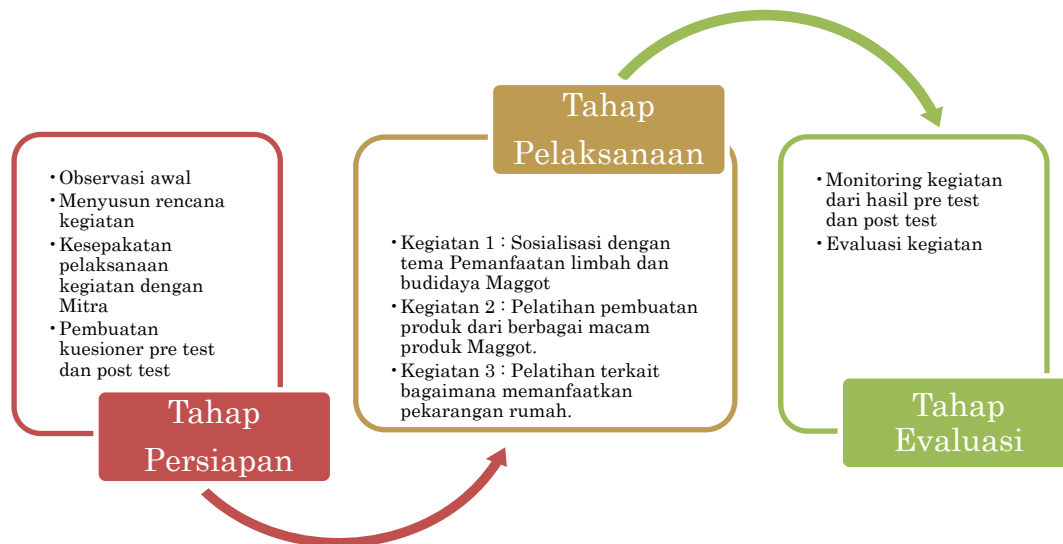 • Observasi awal
• Menyusun rencana
kegiatan
• Kesepakatan
pelaksanaan
kegiatan dengan
Mitra
• Pembuatan
kuesioner pre test
dan post test
Tahap
Persiapan
Tahap
Pelaksanaan
• Kegiatan 1 : Sosialisasi dengan
tema Pemanfaatan limbah dan
budidaya Maggot
• Kegiatan 2 : Pelatihan pembuatan
produk dari berbagai macam
produk Maggot.
• Kegiatan 3 : Pelatihan terkait
bagaimana memanfaatkan
pekarangan rumah.
• Monitoring kegiatan
dari hasil pre test
dan post test
• Evaluasi kegiatan
Tahap
Evaluasi